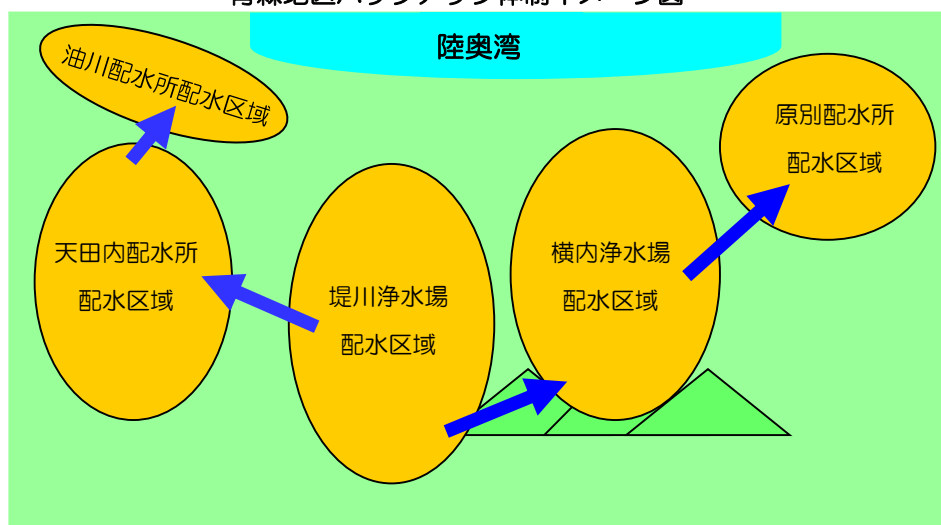 陸奥湾
油川配水所配水区域
原別配水所
配水区域
天田内配水所
配水区域
堤川浄水場
配水区域
横内浄水場
配水区域